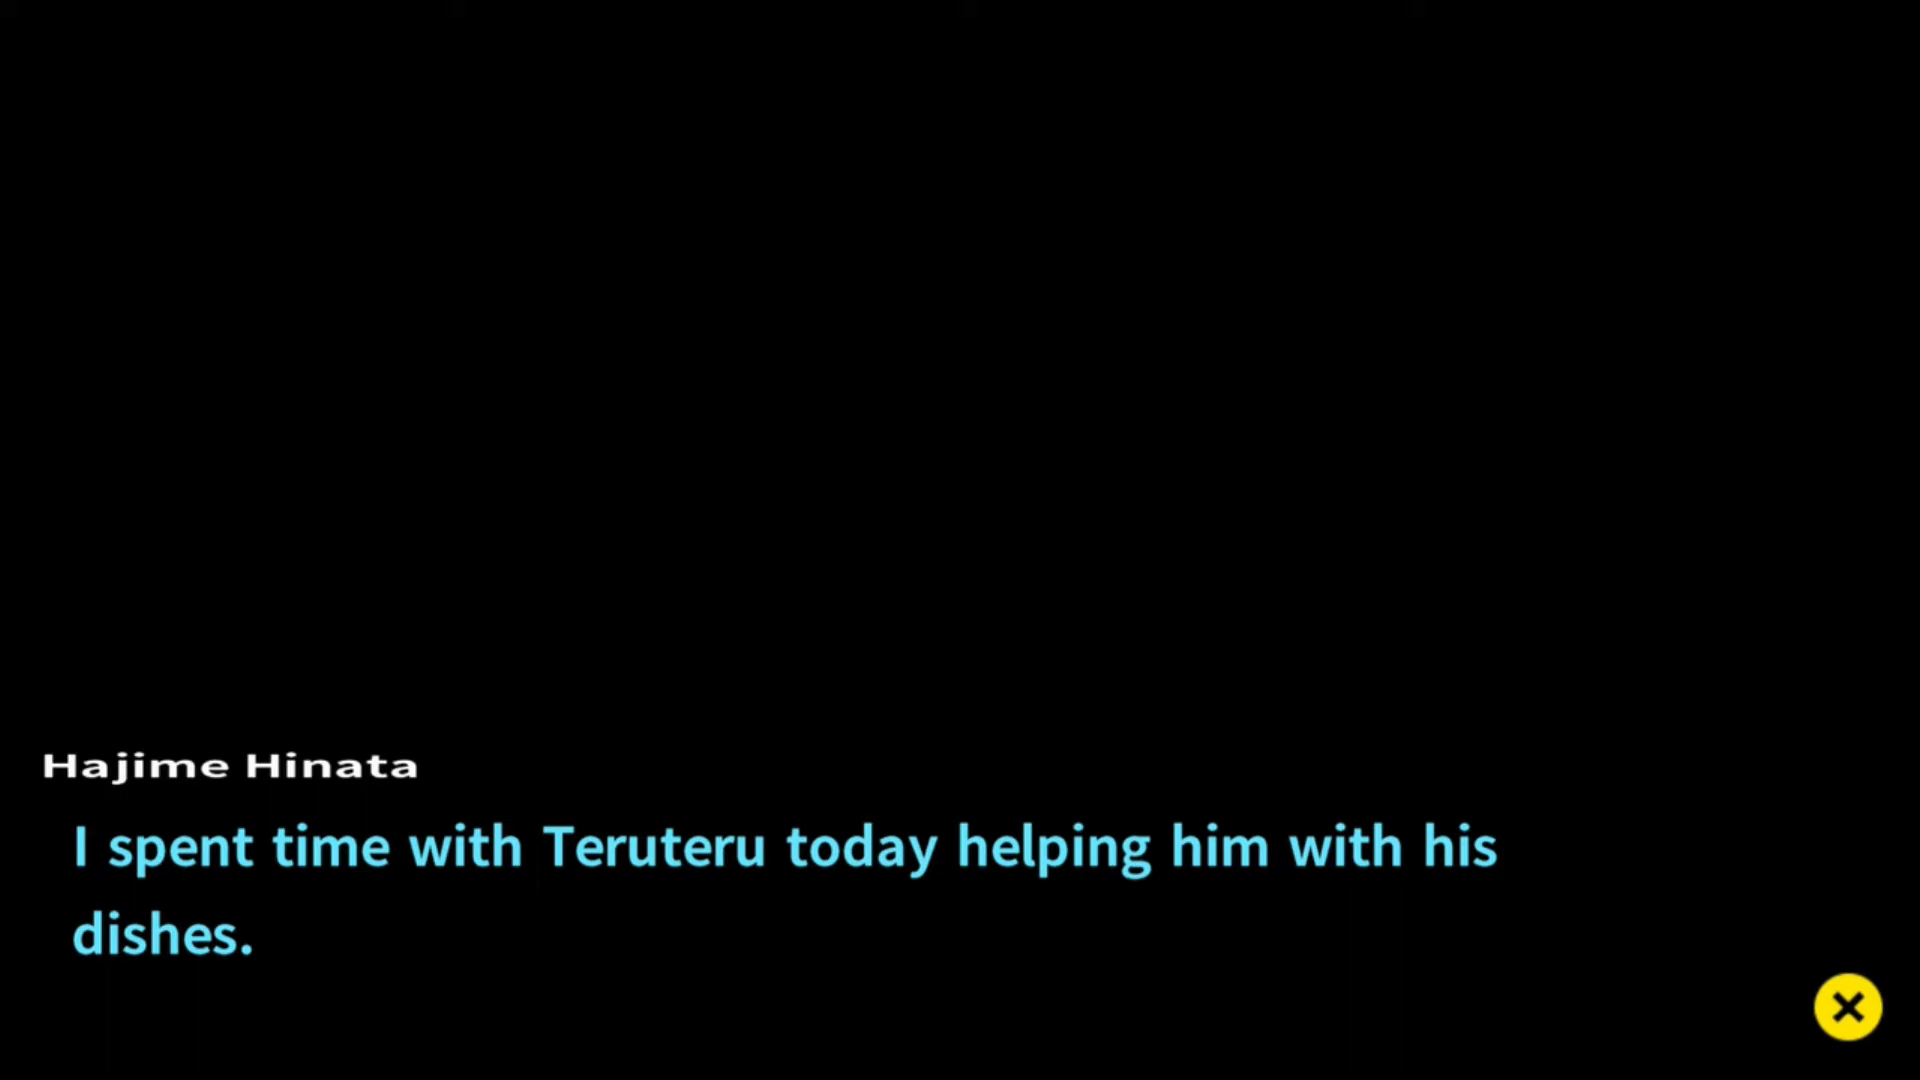 Hajime Hinata
I spent time with Teruteru today helping him with his
dishes.